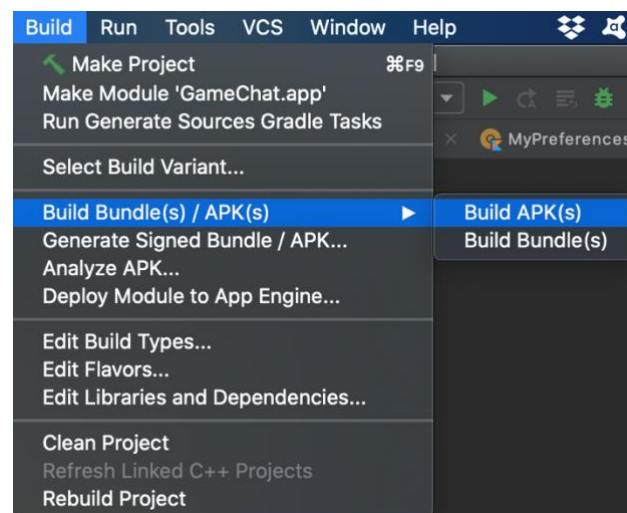 Build Run Tools VCS Window Help
Make Project ⌘F9
Make Module 'GameChat.app'
Run Generate Sources Gradle Tasks
MyPreferences
Select Build Variant...
Build Bundle(s) / APK(s) ▶ Build APK(s)
Generate Signed Bundle / APK... Build Bundle(s)
Analyze APK...
Deploy Module to App Engine...
Edit Build Types...
Edit Flavors...
Edit Libraries and Dependencies...
Clean Project
Refresh Linked C++ Projects
Rebuild Project